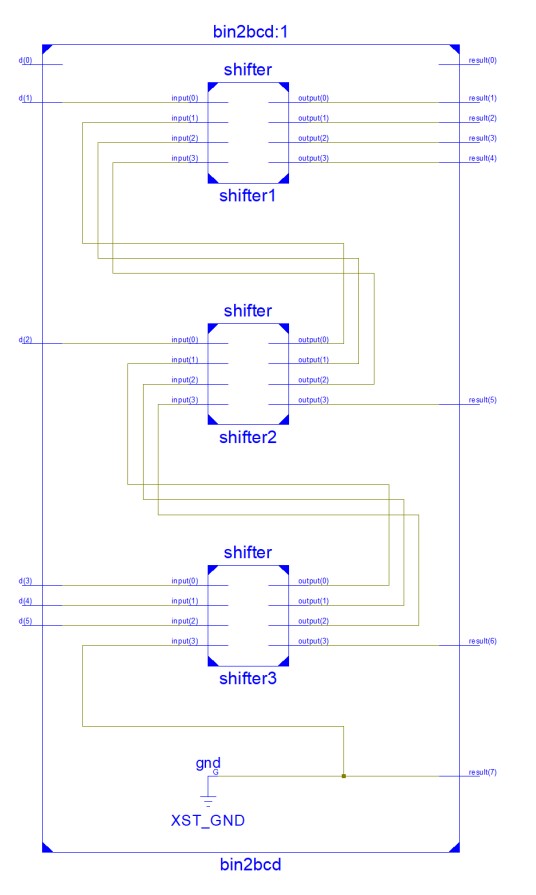 bin2bcd:1
d(0) result(0)
shifter
d(1) input(0) output(0) result(1)
input(1) output(1) result(2)
input(2) output(2) result(3)
input(3) output(3) result(4)
shifter1
shifter
d(2) input(0) output(0)
input(1) output(1)
input(2) output(2)
input(3) output(3) result(5)
shifter2
shifter
d(3) input(0) output(0)
d(4) input(1) output(1)
d(5) input(2) output(2)
input(3) output(3) result(6)
shifter3
gnd
G result(7)
XST_GND
bin2bcd